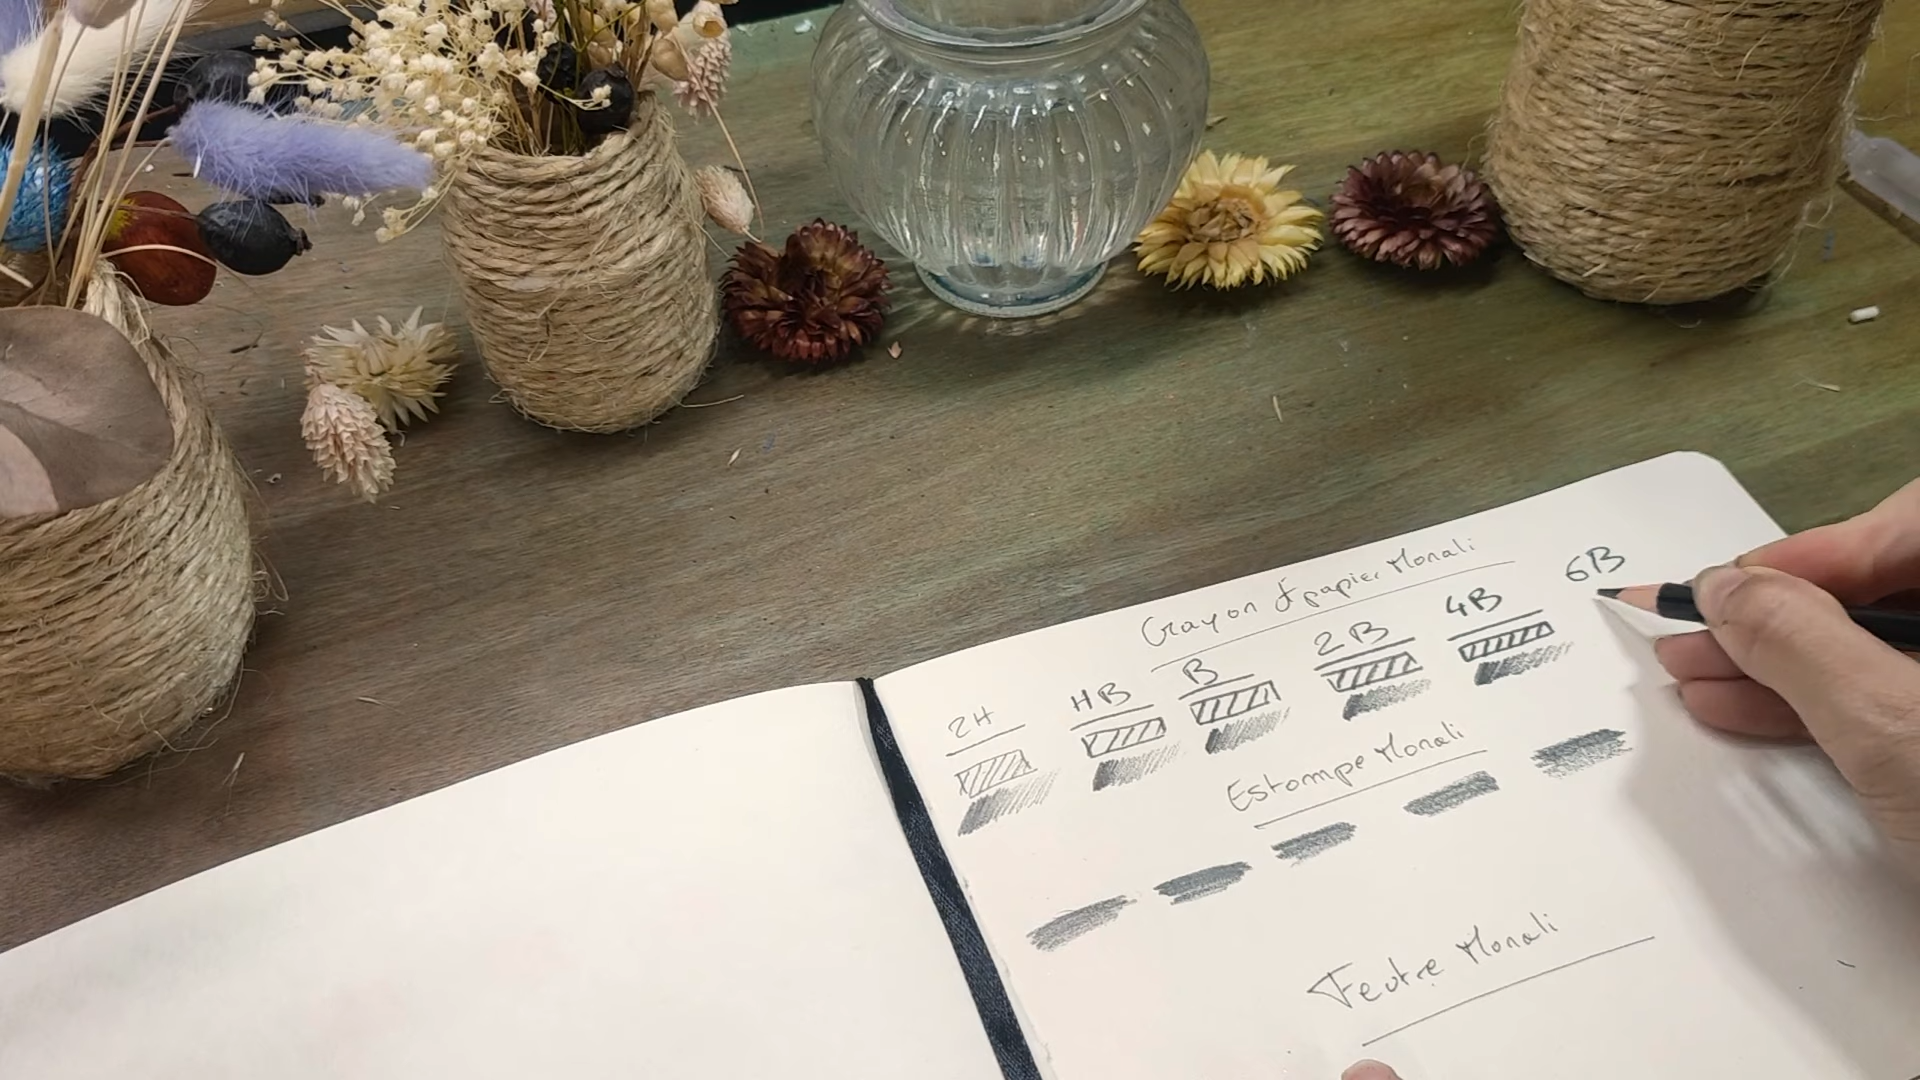 Crayon à papier Monali
2H HB B 2B 4B 6B
Estompe Monali
Feutre Monali